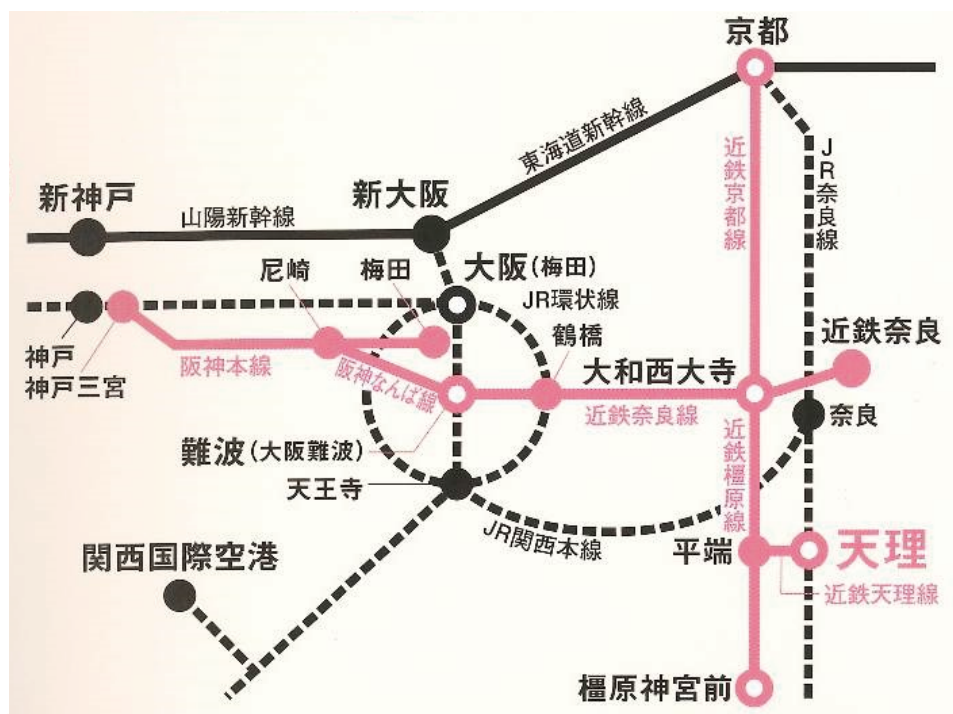 京都
東海道新幹線
近鉄京都線
JR奈良線
新神戸
山陽新幹線
新大阪
尼崎
梅田
大阪(梅田)
JR環状線
鶴橋
近鉄奈良
神戸
神戸三宮
阪神本線
阪神なんば線
大和西大寺
近鉄奈良線
奈良
難波(大阪難波)
近鉄橿原線
天王寺
JR関西本線
関西国際空港
平端
天理
近鉄天理線
橿原神宮前